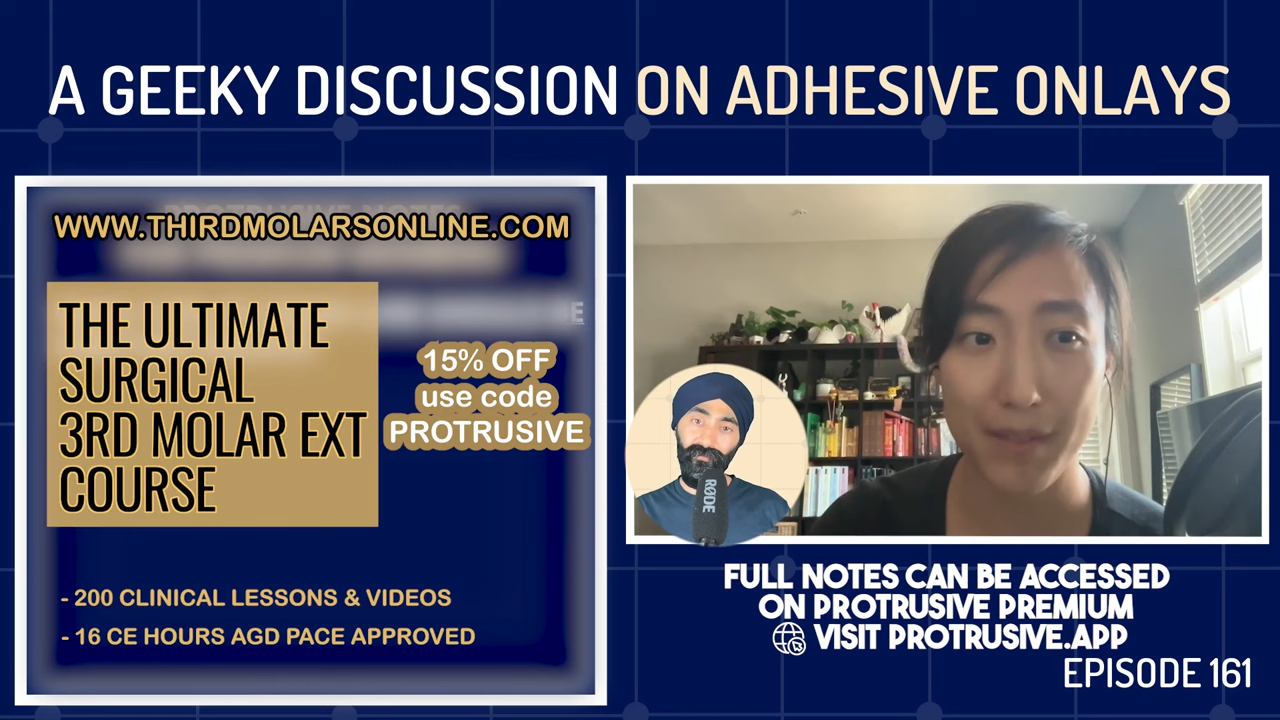 A GEEKY DISCUSSION ON ADHESIVE ONLAYS
WWW.THIRDMOLARSONLINE.COM
THE ULTIMATE
SURGICAL
3RD MOLAR EXT
COURSE
15% OFF
use code
PROTRUSIVE
- 200 CLINICAL LESSONS & VIDEOS
- 16 CE HOURS AGD PACE APPROVED
RØDE
FULL NOTES CAN BE ACCESSED
ON PROTRUSIVE PREMIUM
VISIT PROTRUSIVE.APP
EPISODE 161